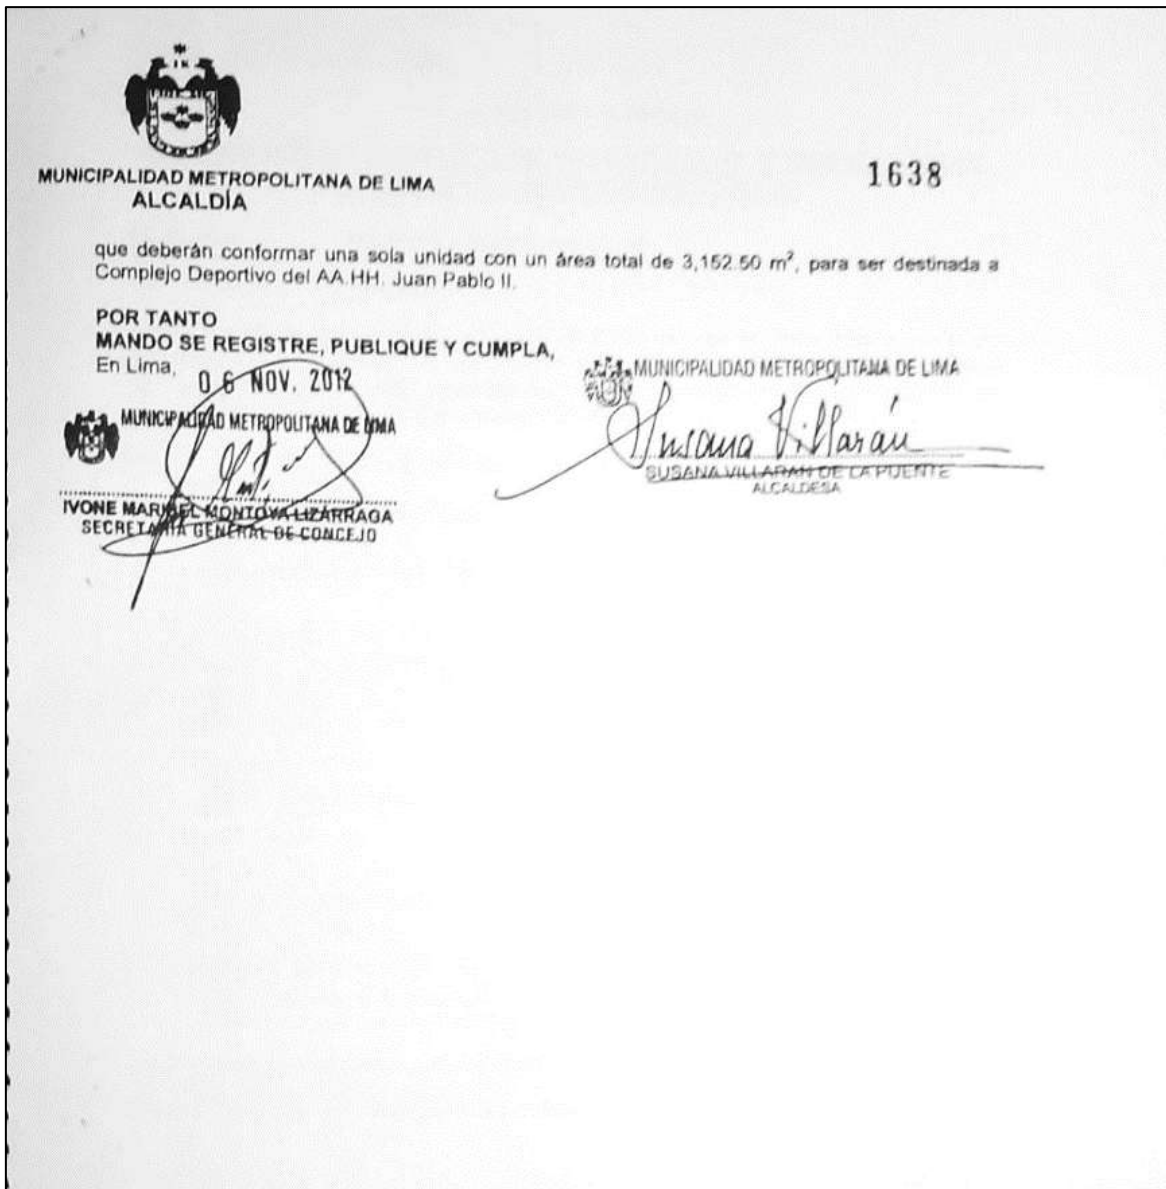 MUNICIPALIDAD METROPOLITANA DE LIMA
ALCALDÍA
1638
que deberán conformar una sola unidad con un área total de 3,152.50 m², para ser destinada a
Complejo Deportivo del AA.HH. Juan Pablo II.
POR TANTO
MANDO SE REGISTRE, PUBLIQUE Y CUMPLA,
En Lima, 06 NOV. 2012
MUNICIPALIDAD METROPOLITANA DE LIMA
IVONE MARIBEL MONTOYA LIZÁRRAGA
SECRETARIA GENERAL DE CONCEJO
MUNICIPALIDAD METROPOLITANA DE LIMA
Susana Villarán
SUSANA VILLARAN DE LA PUENTE
ALCALDESA